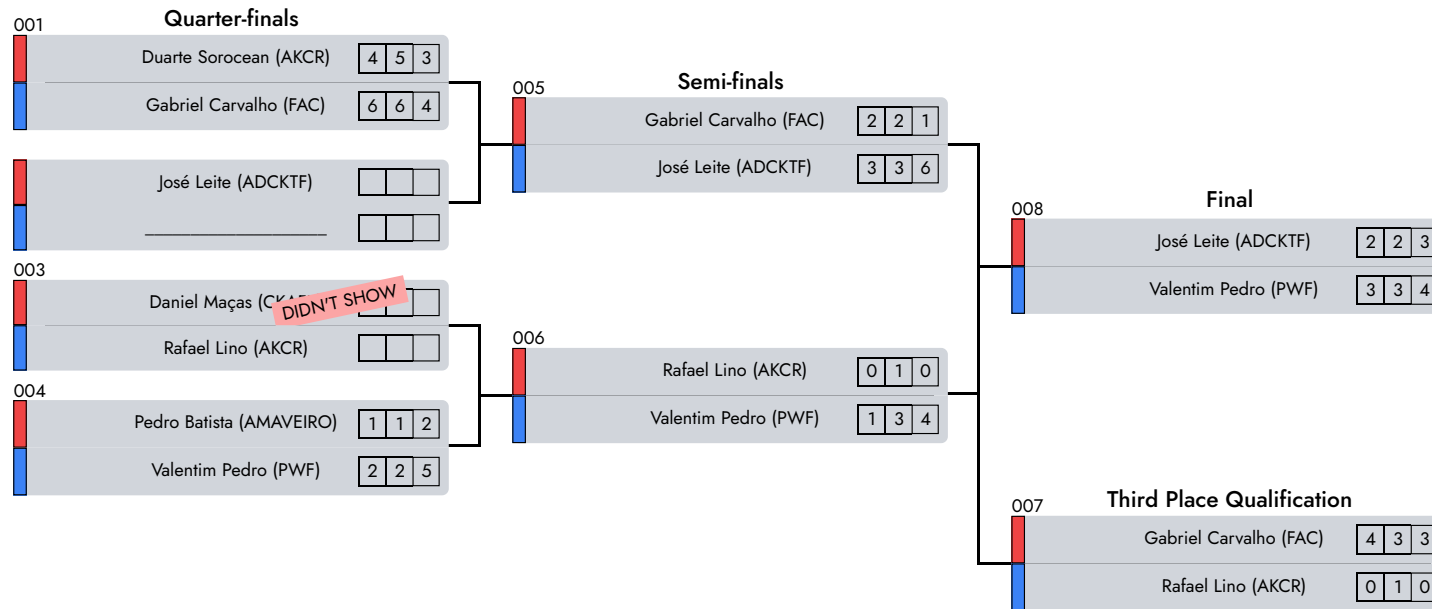 Quarter-finals
001
Duarte Sorocean (AKCR) 4 5 3
Gabriel Carvalho (FAC) 6 6 4
José Leite (ADCKTF)
____________________
003
Daniel Maças
DIDN'T SHOW
Rafael Lino (AKCR)
004
Pedro Batista (AMAVEIRO) 1 1 2
Valentim Pedro (PWF) 2 2 5
Semi-finals
005
Gabriel Carvalho (FAC) 2 2 1
José Leite (ADCKTF) 3 3 6
006
Rafael Lino (AKCR) 0 1 0
Valentim Pedro (PWF) 1 3 4
Final
008
José Leite (ADCKTF) 2 2 3
Valentim Pedro (PWF) 3 3 4
Third Place Qualification
007
Gabriel Carvalho (FAC) 4 3 3
Rafael Lino (AKCR) 0 1 0